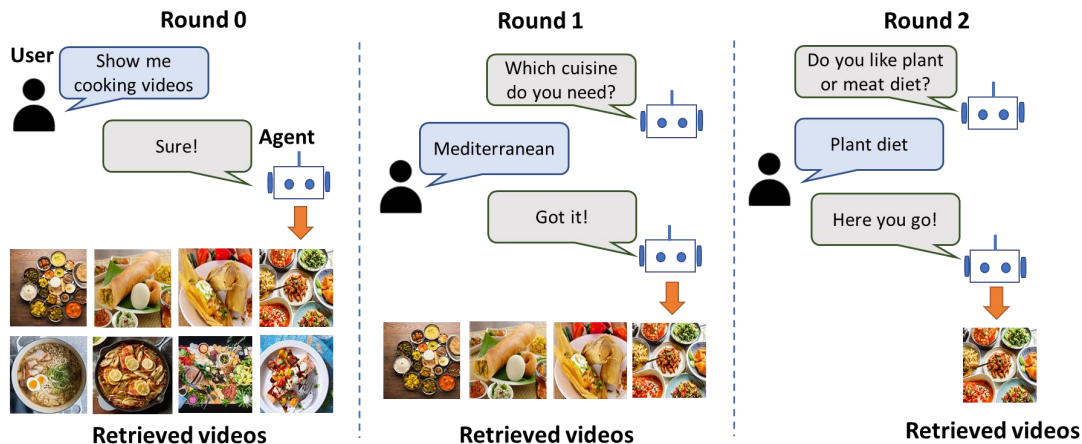 Round 0
User
Show me
cooking videos
Sure!
Agent
Retrieved videos
Round 1
Which cuisine
do you need?
Mediterranean
Got it!
Retrieved videos
Round 2
Do you like plant
or meat diet?
Plant diet
Here you go!
Retrieved videos